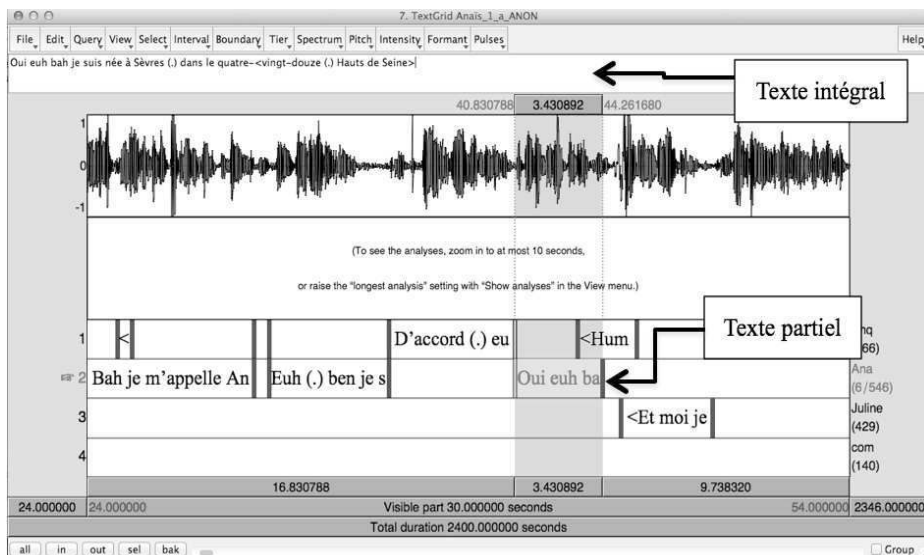 7. TextGrid Anaïs_1_a_ANON
File Edit Query View Select Interval Boundary Tier Spectrum Pitch Intensity Formant Pulses Help
Oui euh bah je suis née à Sèvres (.) dans le quatre-<vingt-douze (.) Hauts de Seine>
Texte intégral
40.830788 3.430892 44.261680
1
0
-1
(To see the analyses, zoom in to at most 10 seconds,
or raise the "longest analysis" setting with "Show analyses" in the View menu.)
Texte partiel
1 < D'accord (.) eu <Hum
66)
2 Bah je m'appelle An Euh (.) ben je s Oui euh ba Ana
(6/546)
3 <Et moi je Juline
(429)
4 com
(140)
16.830788 3.430892 9.738320
24.000000 24.000000 Visible part 30.000000 seconds 54.000000 2346.000000
Total duration 2400.000000 seconds
all in out sel bak Group